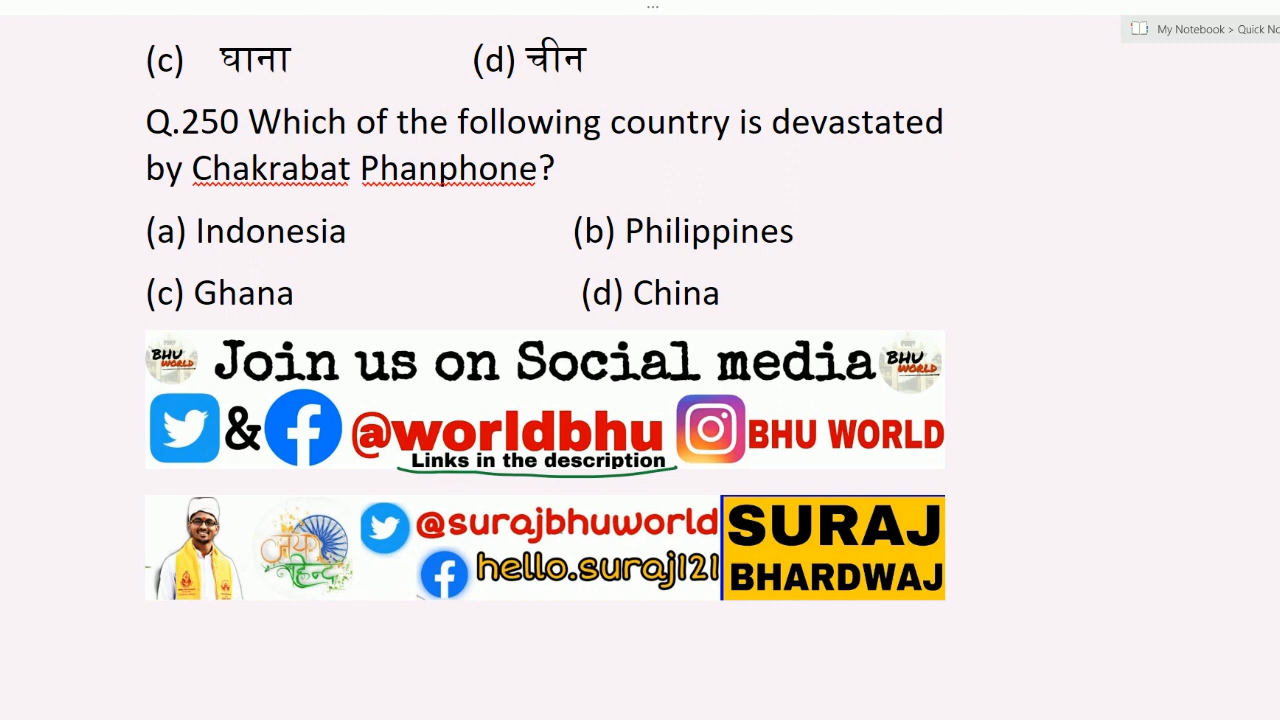 ...
My Notebook > Quick No
(c) घाना (d) चीन
Q.250 Which of the following country is devastated
by Chakrabat Phanphone?
(a) Indonesia (b) Philippines
(c) Ghana (d) China
BHU WORLD Join us on Social media BHU WORLD
& @worldbhu BHU WORLD
Links in the description
जय हिन्द @surajbhuworld SURAJ
hello.suraj121 BHARDWAJ